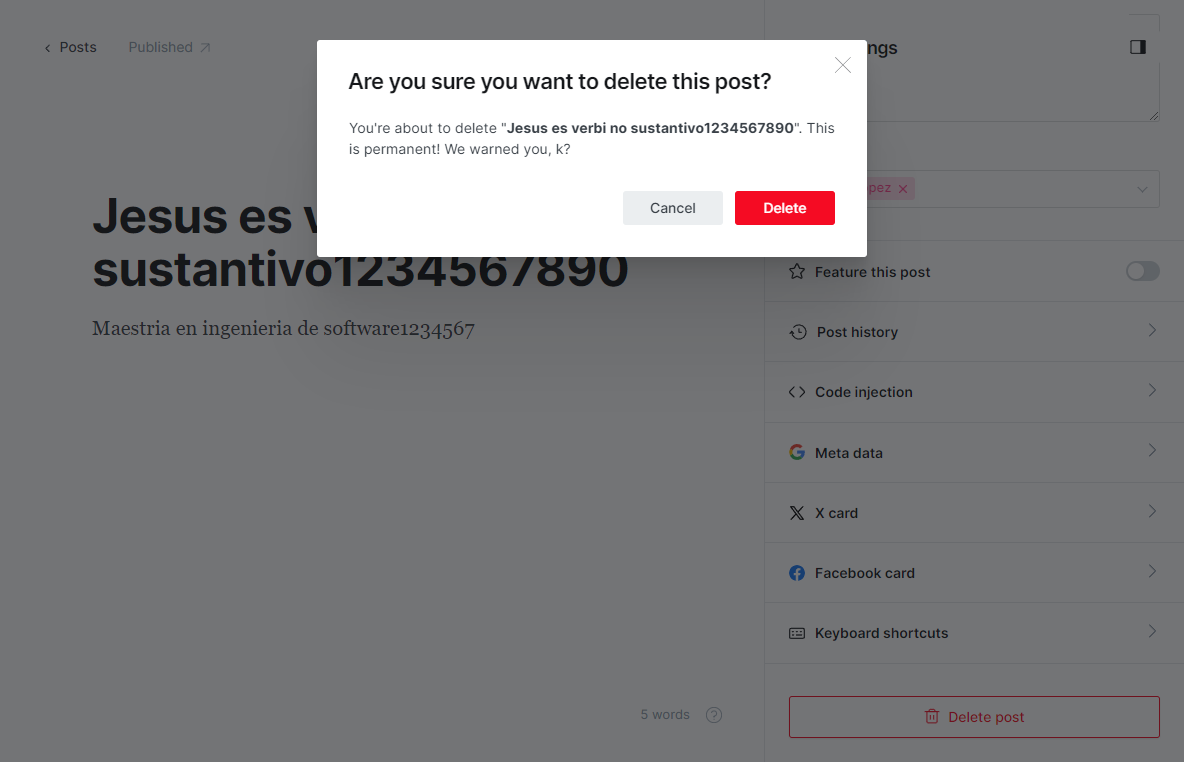 Posts
Published
Are you sure you want to delete this post?
You're about to delete "Jesus es verbi no sustantivo1234567890". This
is permanent! We warned you, k?
Cancel
Delete
Jesus es
sustantivo1234567890
Maestria en ingenieria de software1234567
5 words
Feature this post
Post history
Code injection
Meta data
X card
Facebook card
Keyboard shortcuts
Delete post